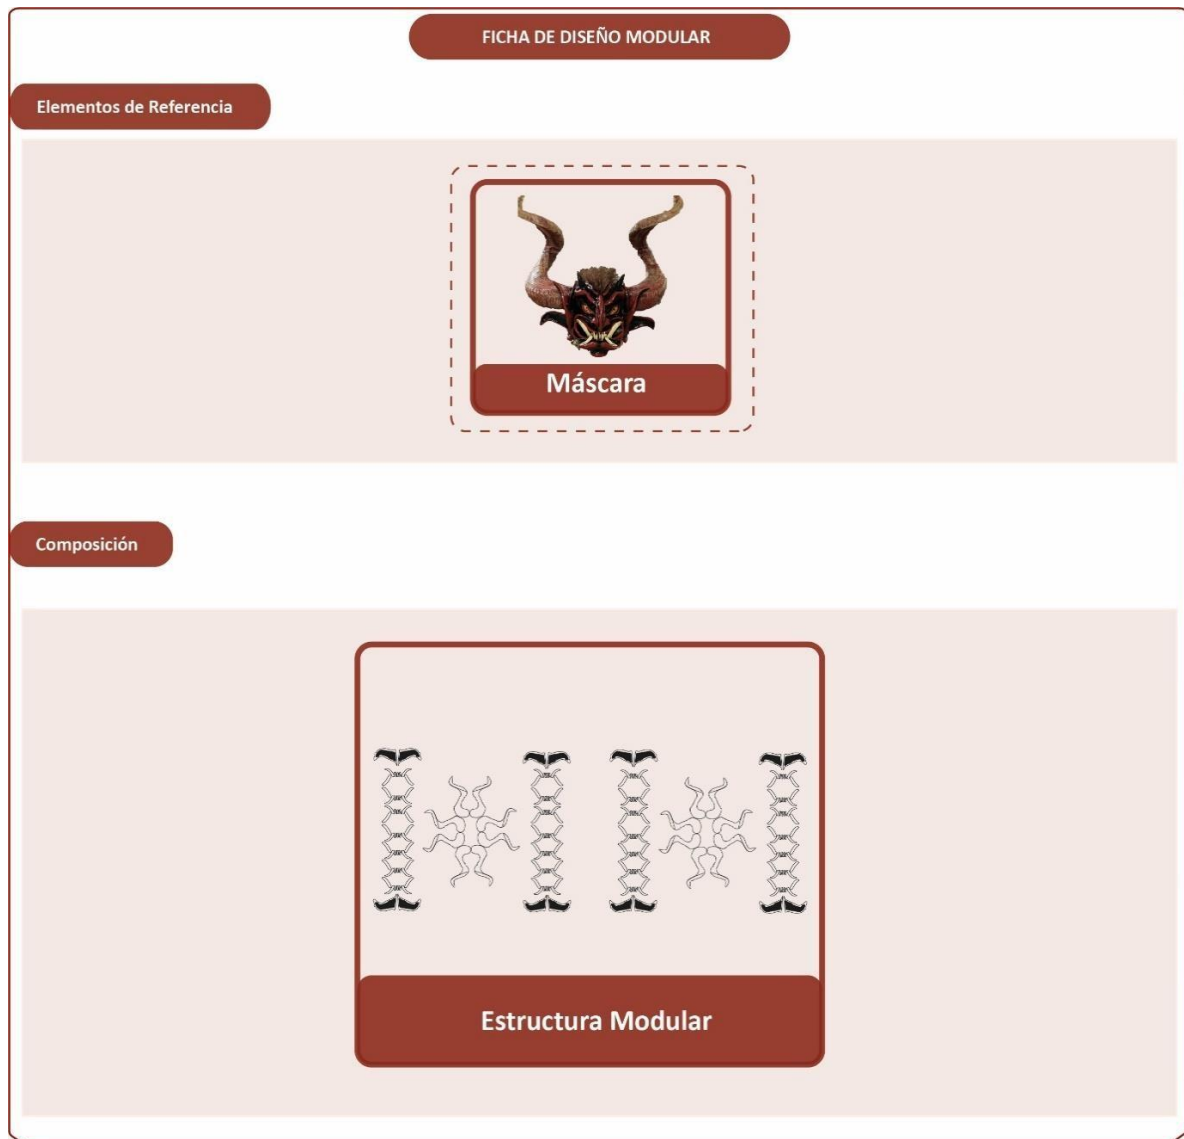 FICHA DE DISEÑO MODULAR
Elementos de Referencia
Máscara
Composición
Estructura Modular